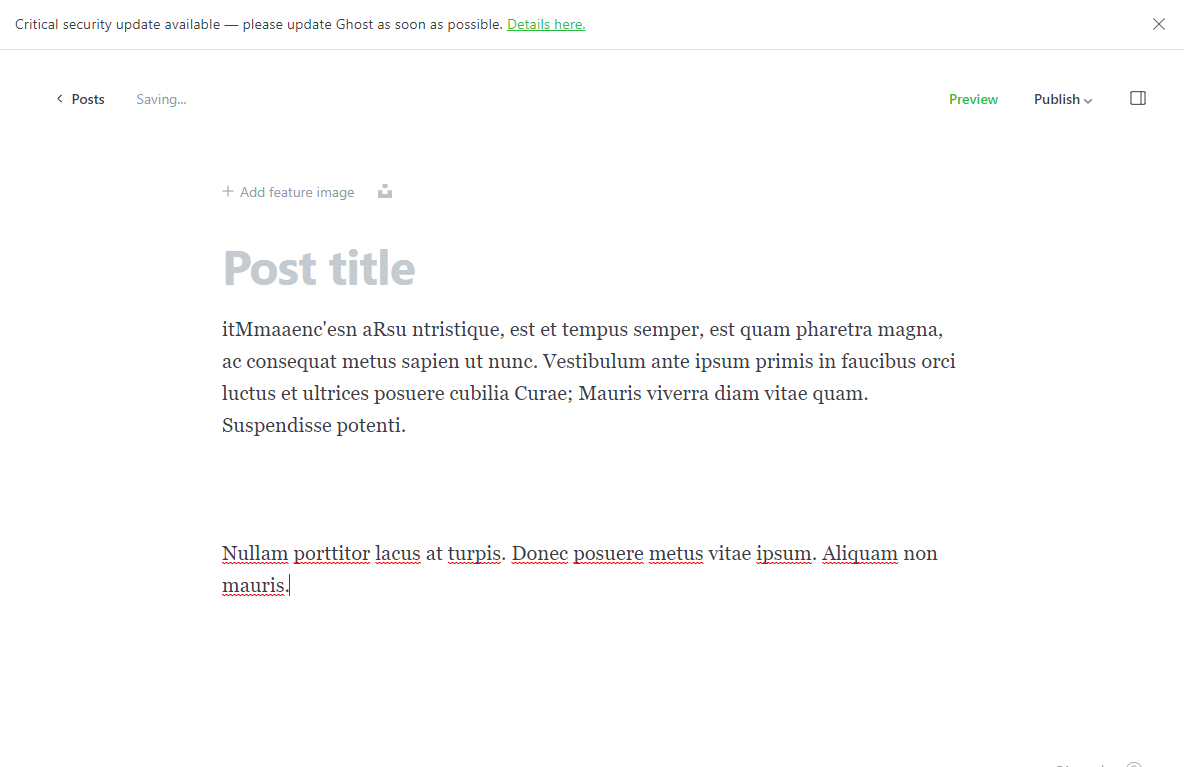 Critical security update available — please update Ghost as soon as possible. Details here.
Posts Saving... Preview Publish
+ Add feature image
Post title
itMmaaenc'esn aRsu ntristique, est et tempus semper, est quam pharetra magna,
ac consequat metus sapien ut nunc. Vestibulum ante ipsum primis in faucibus orci
luctus et ultrices posuere cubilia Curae; Mauris viverra diam vitae quam.
Suspendisse potenti.
Nullam porttitor lacus at turpis. Donec posuere metus vitae ipsum. Aliquam non
mauris.